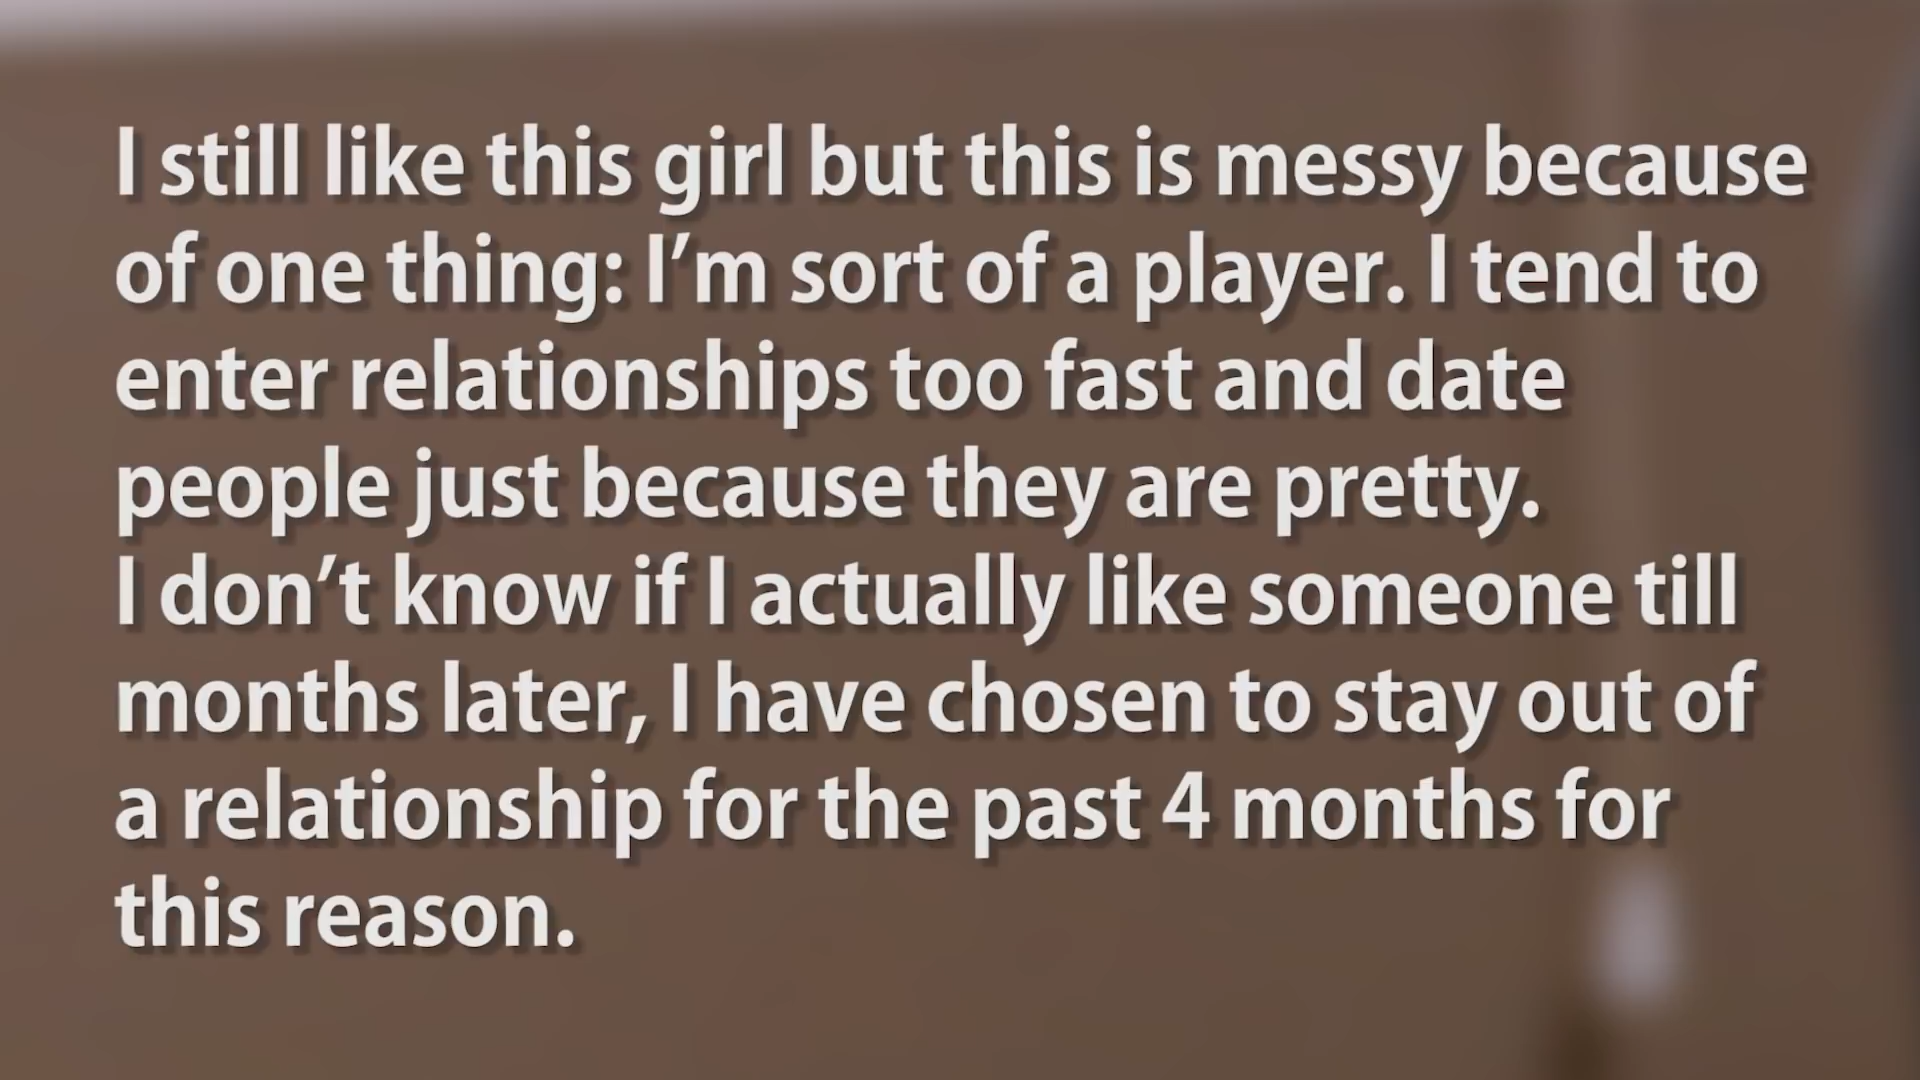 I still like this girl but this is messy because
of one thing: I’m sort of a player. I tend to
enter relationships too fast and date
people just because they are pretty.
I don’t know if I actually like someone till
months later, I have chosen to stay out of
a relationship for the past 4 months for
this reason.